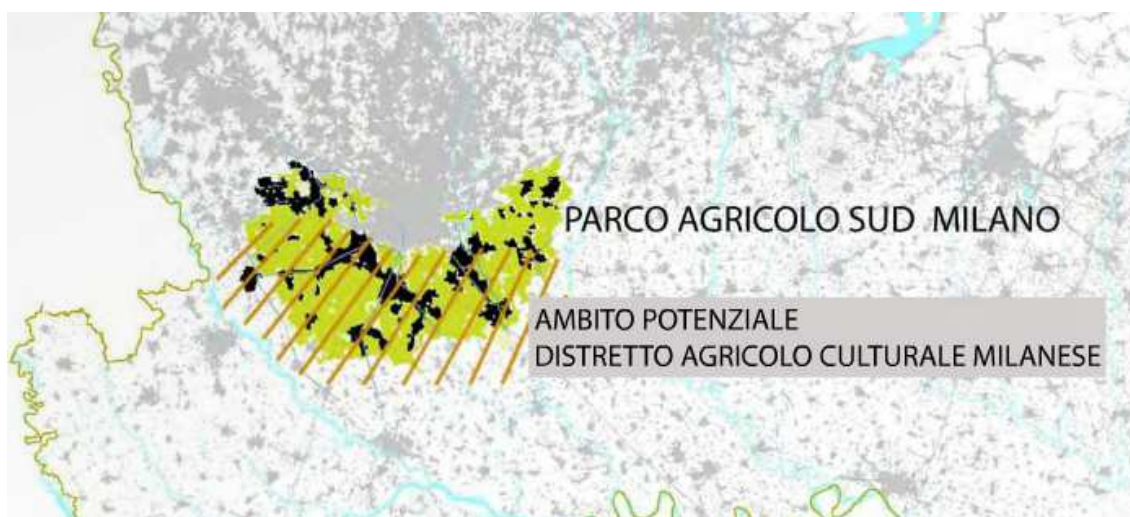 PARCO AGRICOLO SUD MILANO
AMBITO POTENZIALE
DISTRETTO AGRICOLO CULTURALE MILANESE